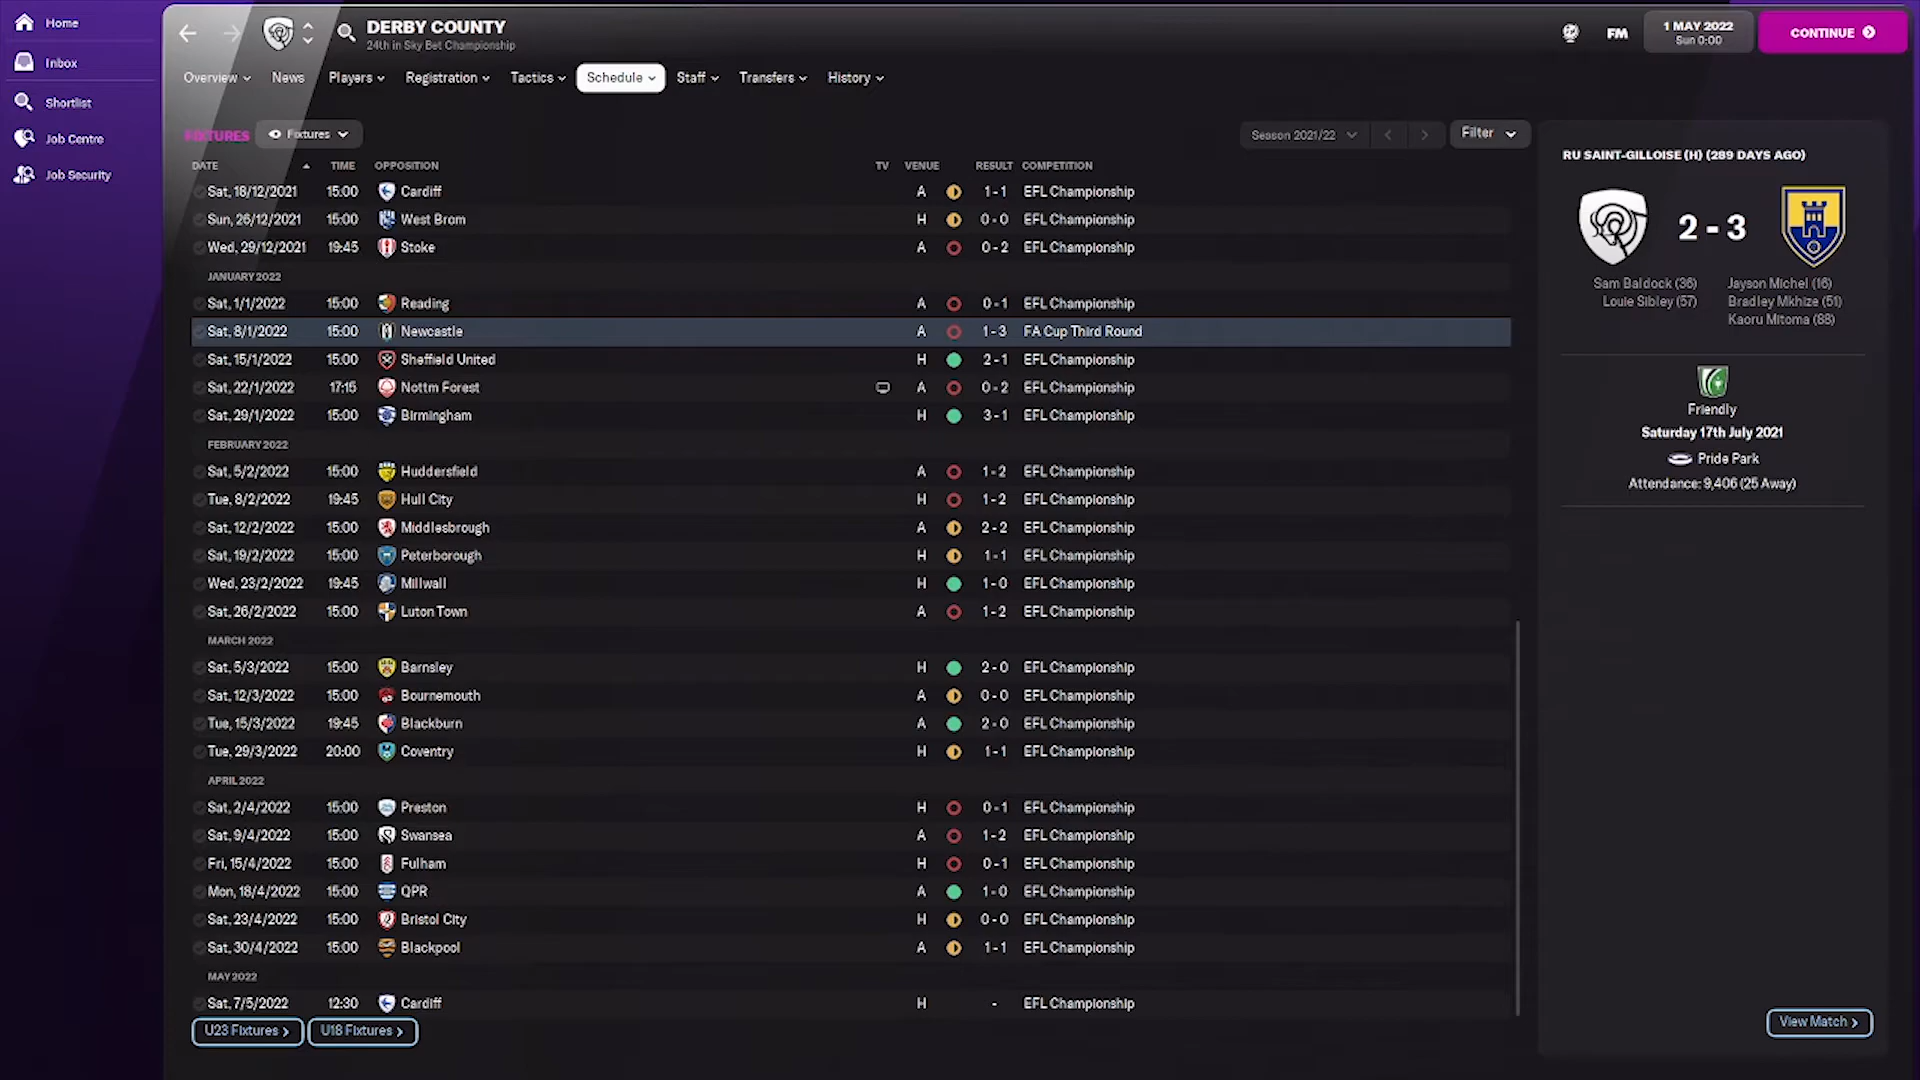 Home
Inbox
Shortlist
Job Centre
Job Security
DERBY COUNTY
24th in Sky Bet Championship
FM
1 MAY 2022
Sun 0:00
CONTINUE
Overview News Players Registration Tactics Schedule Staff Transfers History
FIXTURES Fixtures Season 2021/22 Filter
DATE TIME OPPOSITION TV VENUE RESULT COMPETITION
Sat, 18/12/2021 15:00 Cardiff A 1 - 1 EFL Championship
Sun, 26/12/2021 15:00 West Brom H 0 - 0 EFL Championship
Wed, 29/12/2021 19:45 Stoke A 0 - 2 EFL Championship
JANUARY 2022
Sat, 1/1/2022 15:00 Reading A 0 - 1 EFL Championship
Sat, 8/1/2022 15:00 Newcastle A 1 - 3 FA Cup Third Round
Sat, 15/1/2022 15:00 Sheffield United H 2 - 1 EFL Championship
Sat, 22/1/2022 17:15 Nottm Forest A 0 - 2 EFL Championship
Sat, 29/1/2022 15:00 Birmingham H 3 - 1 EFL Championship
FEBRUARY 2022
Sat, 5/2/2022 15:00 Huddersfield A 1 - 2 EFL Championship
Tue, 8/2/2022 19:45 Hull City H 1 - 2 EFL Championship
Sat, 12/2/2022 15:00 Middlesbrough A 2 - 2 EFL Championship
Sat, 19/2/2022 15:00 Peterborough H 1 - 1 EFL Championship
Wed, 23/2/2022 19:45 Millwall H 1 - 0 EFL Championship
Sat, 26/2/2022 15:00 Luton Town A 1 - 2 EFL Championship
MARCH 2022
Sat, 5/3/2022 15:00 Barnsley H 2 - 0 EFL Championship
Sat, 12/3/2022 15:00 Bournemouth A 0 - 0 EFL Championship
Tue, 15/3/2022 19:45 Blackburn A 2 - 0 EFL Championship
Tue, 29/3/2022 20:00 Coventry H 1 - 1 EFL Championship
APRIL 2022
Sat, 2/4/2022 15:00 Preston H 0 - 1 EFL Championship
Sat, 9/4/2022 15:00 Swansea A 1 - 2 EFL Championship
Fri, 15/4/2022 15:00 Fulham H 0 - 1 EFL Championship
Mon, 18/4/2022 15:00 QPR A 1 - 0 EFL Championship
Sat, 23/4/2022 15:00 Bristol City H 0 - 0 EFL Championship
Sat, 30/4/2022 15:00 Blackpool A 1 - 1 EFL Championship
MAY 2022
Sat, 7/5/2022 12:30 Cardiff H - EFL Championship
U23 Fixtures > U18 Fixtures >
RU SAINT-GILLOISE (H) (289 DAYS AGO)
2 - 3
Sam Baldock (36) Jayson Michel (16)
Louie Sibley (57) Bradley Mkhize (51)
Kaoru Mitoma (88)
Friendly
Saturday 17th July 2021
Pride Park
Attendance: 9,406 (25 Away)
View Match >